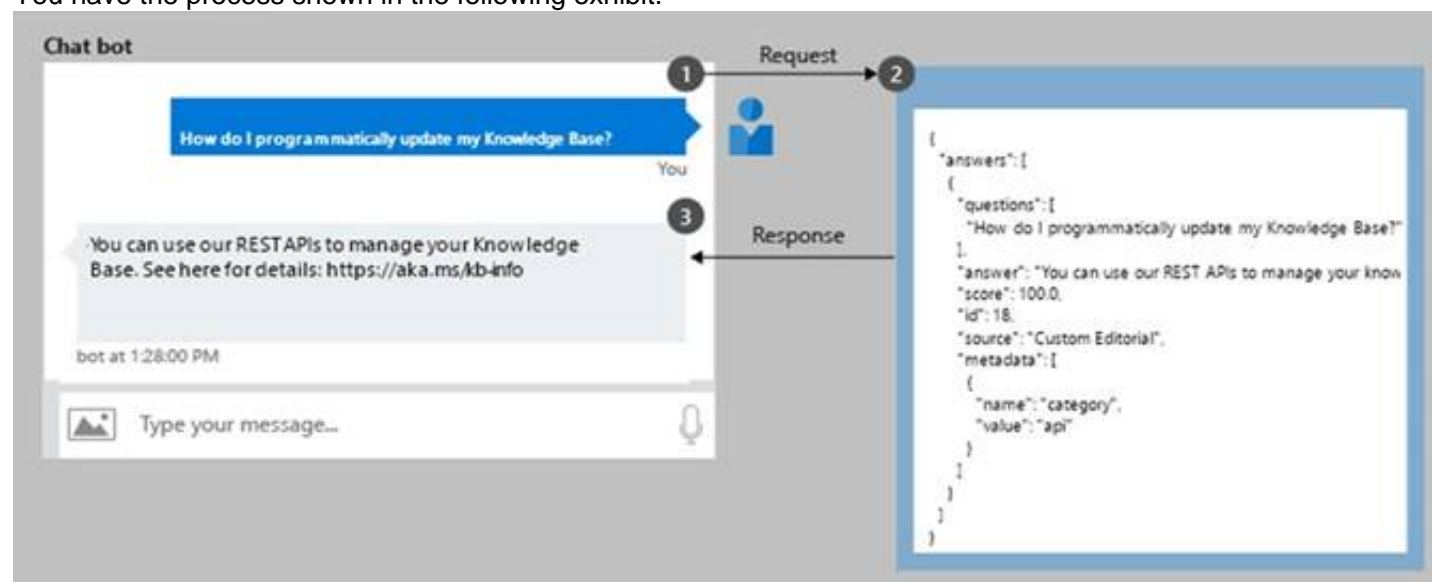 You have the process shown in the following exhibit.
Chat bot
1
Request
2
How do I programmatically update my Knowledge Base?
You
3
Response
You can use our REST APIs to manage your Knowledge
Base. See here for details: https://aka.ms/kb-info
bot at 1:28:00 PM
Type your message...
{
"answers": [
{
"questions": [
"How do I programmatically update my Knowledge Base?"
],
"answer": "You can use our REST APIs to manage your know
"score": 100.0,
"id": 18,
"source": "Custom Editorial",
"metadata": [
{
"name": "category",
"value": "api"
}
]
}
]
}